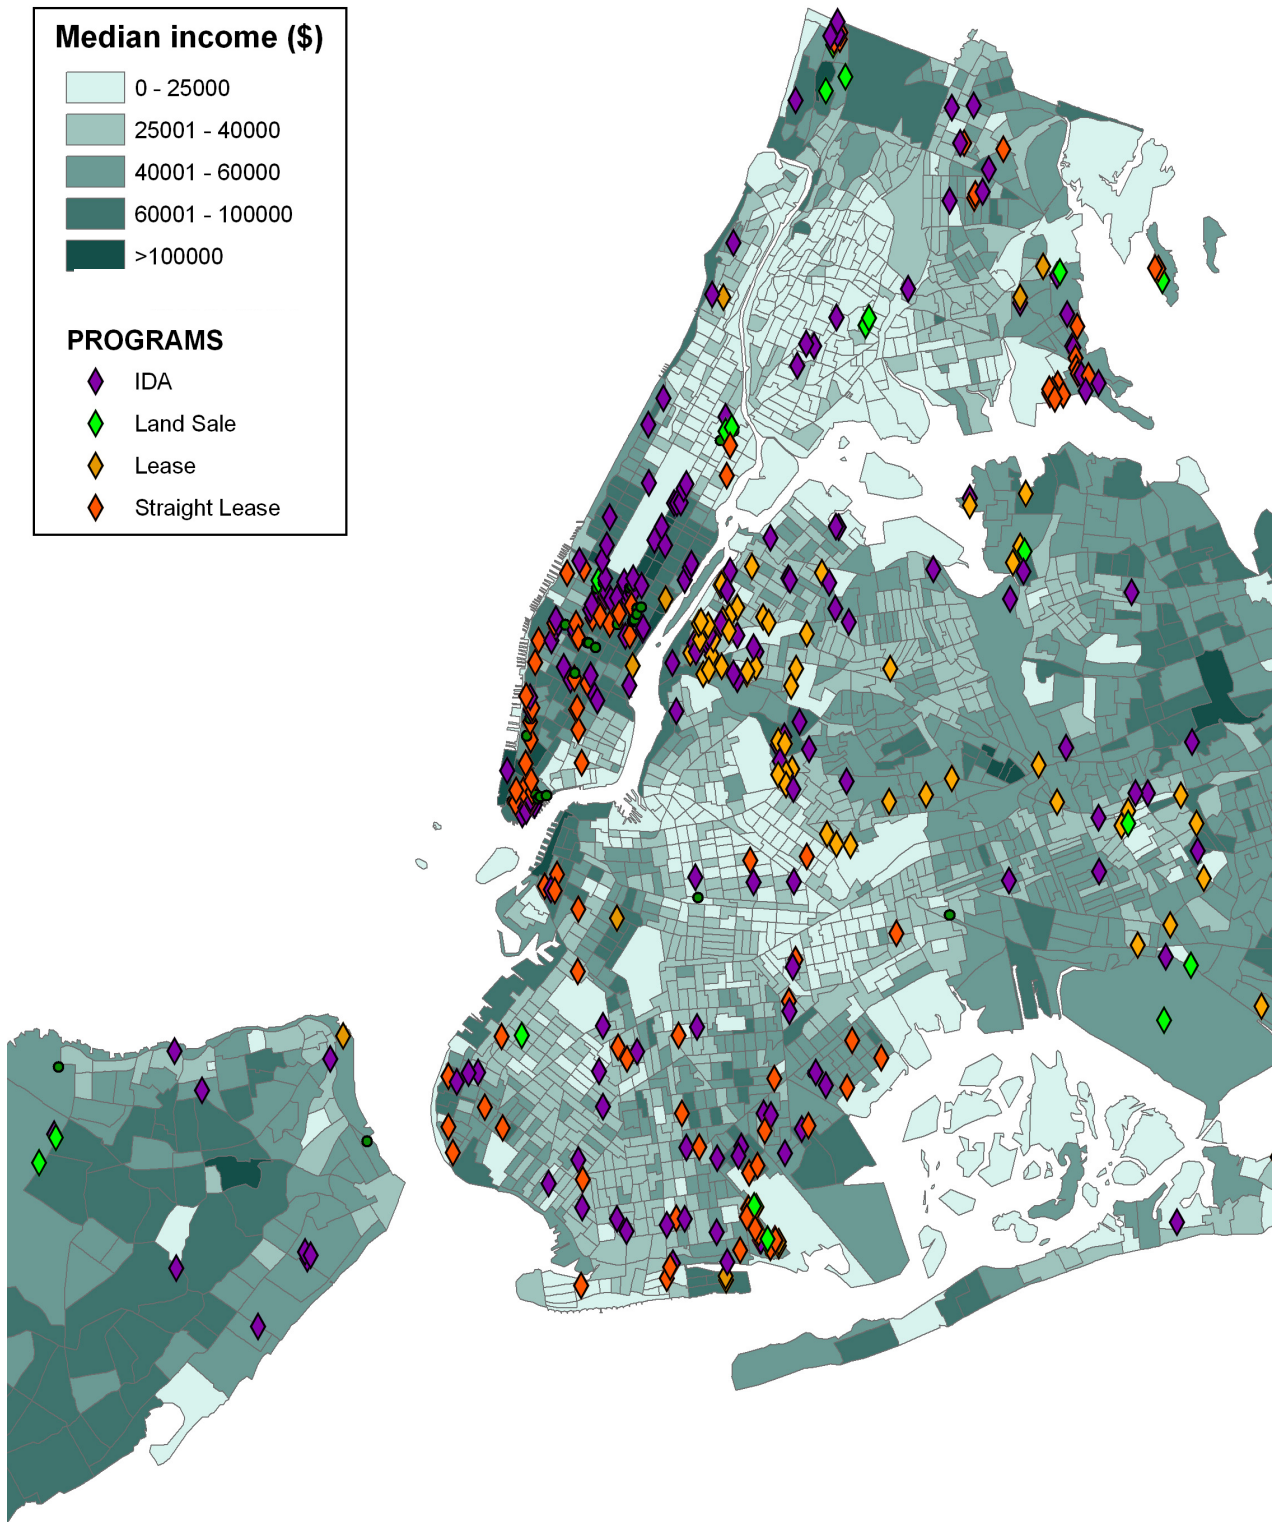 Median income ($)
0 - 25000
25001 - 40000
40001 - 60000
60001 - 100000
>100000
PROGRAMS
IDA
Land Sale
Lease
Straight Lease